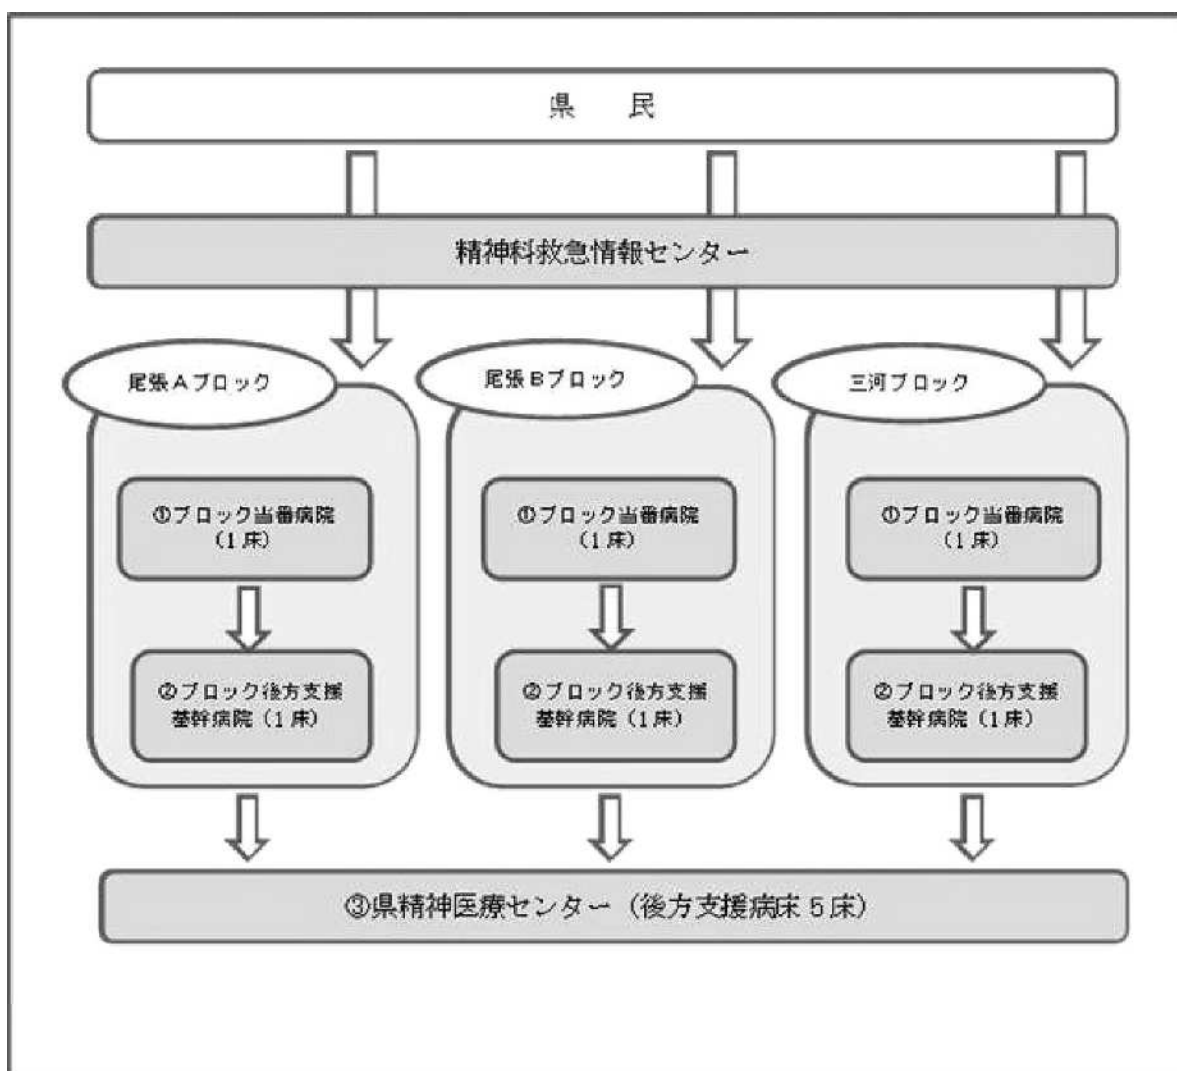 県　　民
精神科救急情報センター
尾張Aブロック
①ブロック当番病院
（1床）
②ブロック後方支援
基幹病院（1床）
尾張Bブロック
①ブロック当番病院
（1床）
②ブロック後方支援
基幹病院（1床）
三河ブロック
①ブロック当番病院
（1床）
②ブロック後方支援
基幹病院（1床）
③県精神医療センター（後方支援病床5床）